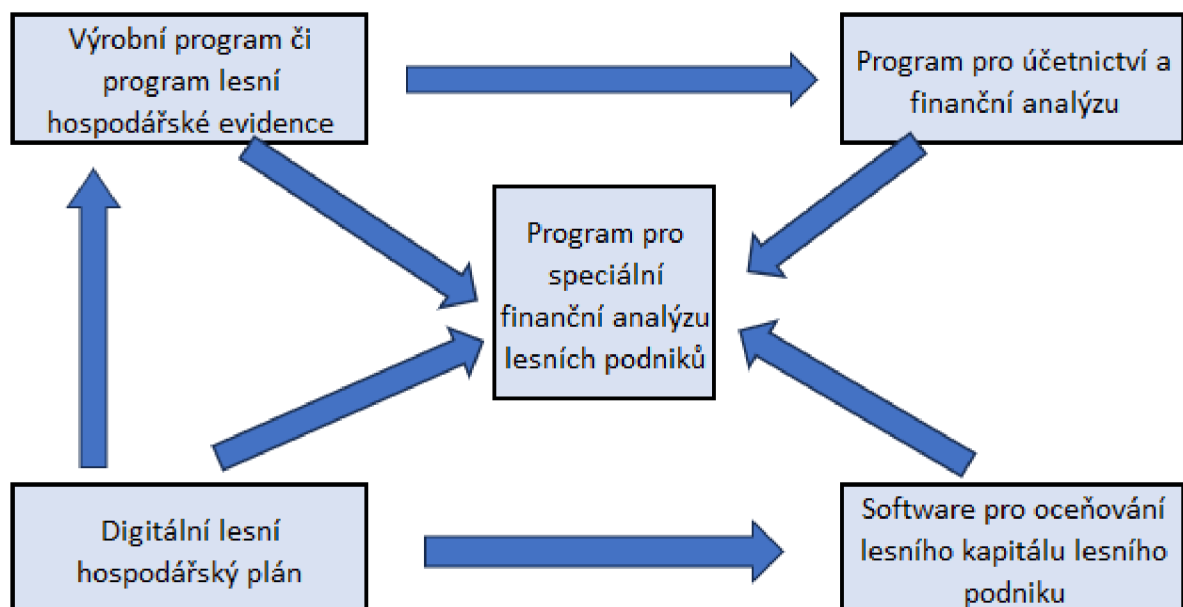 Výrobní program či
program lesní
hospodářské evidence
Program pro účetnictví a
finanční analýzu
Program pro
speciální
finanční analýzu
lesních podniků
Digitální lesní
hospodářský plán
Software pro oceňování
lesního kapitálu lesního
podniku